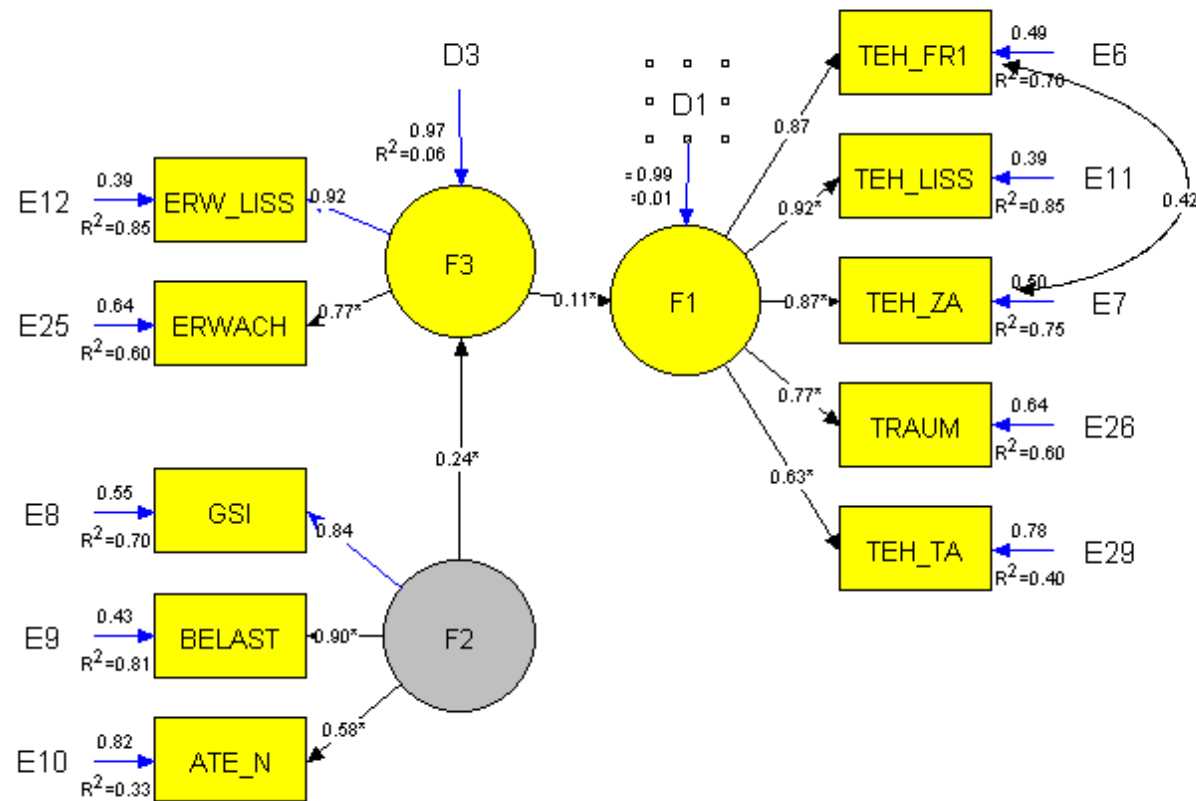 D3
0.97
R²=0.06
D1
=0.99
=0.01
E12
0.39
R²=0.85
ERW_LISS
0.92
E25
0.64
R²=0.60
ERWACH
0.77*
F3
0.11*
F1
0.24*
E8
0.55
R²=0.70
GSI
0.84
E9
0.43
R²=0.81
BELAST
0.90*
F2
E10
0.82
R²=0.33
ATE_N
0.58*
0.87
TEH_FR1
0.49
R²=0.70
E6
0.92*
TEH_LISS
0.39
R²=0.85
E11
0.42
0.87*
TEH_ZA
0.50
R²=0.75
E7
0.77*
TRAUM
0.64
R²=0.60
E26
0.63*
TEH_TA
0.78
R²=0.40
E29